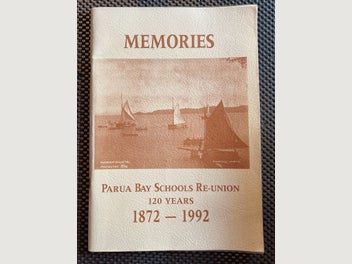 MEMORIES
PARUA BAY SCHOOLS RE-UNION
120 YEARS
1872 — 1992